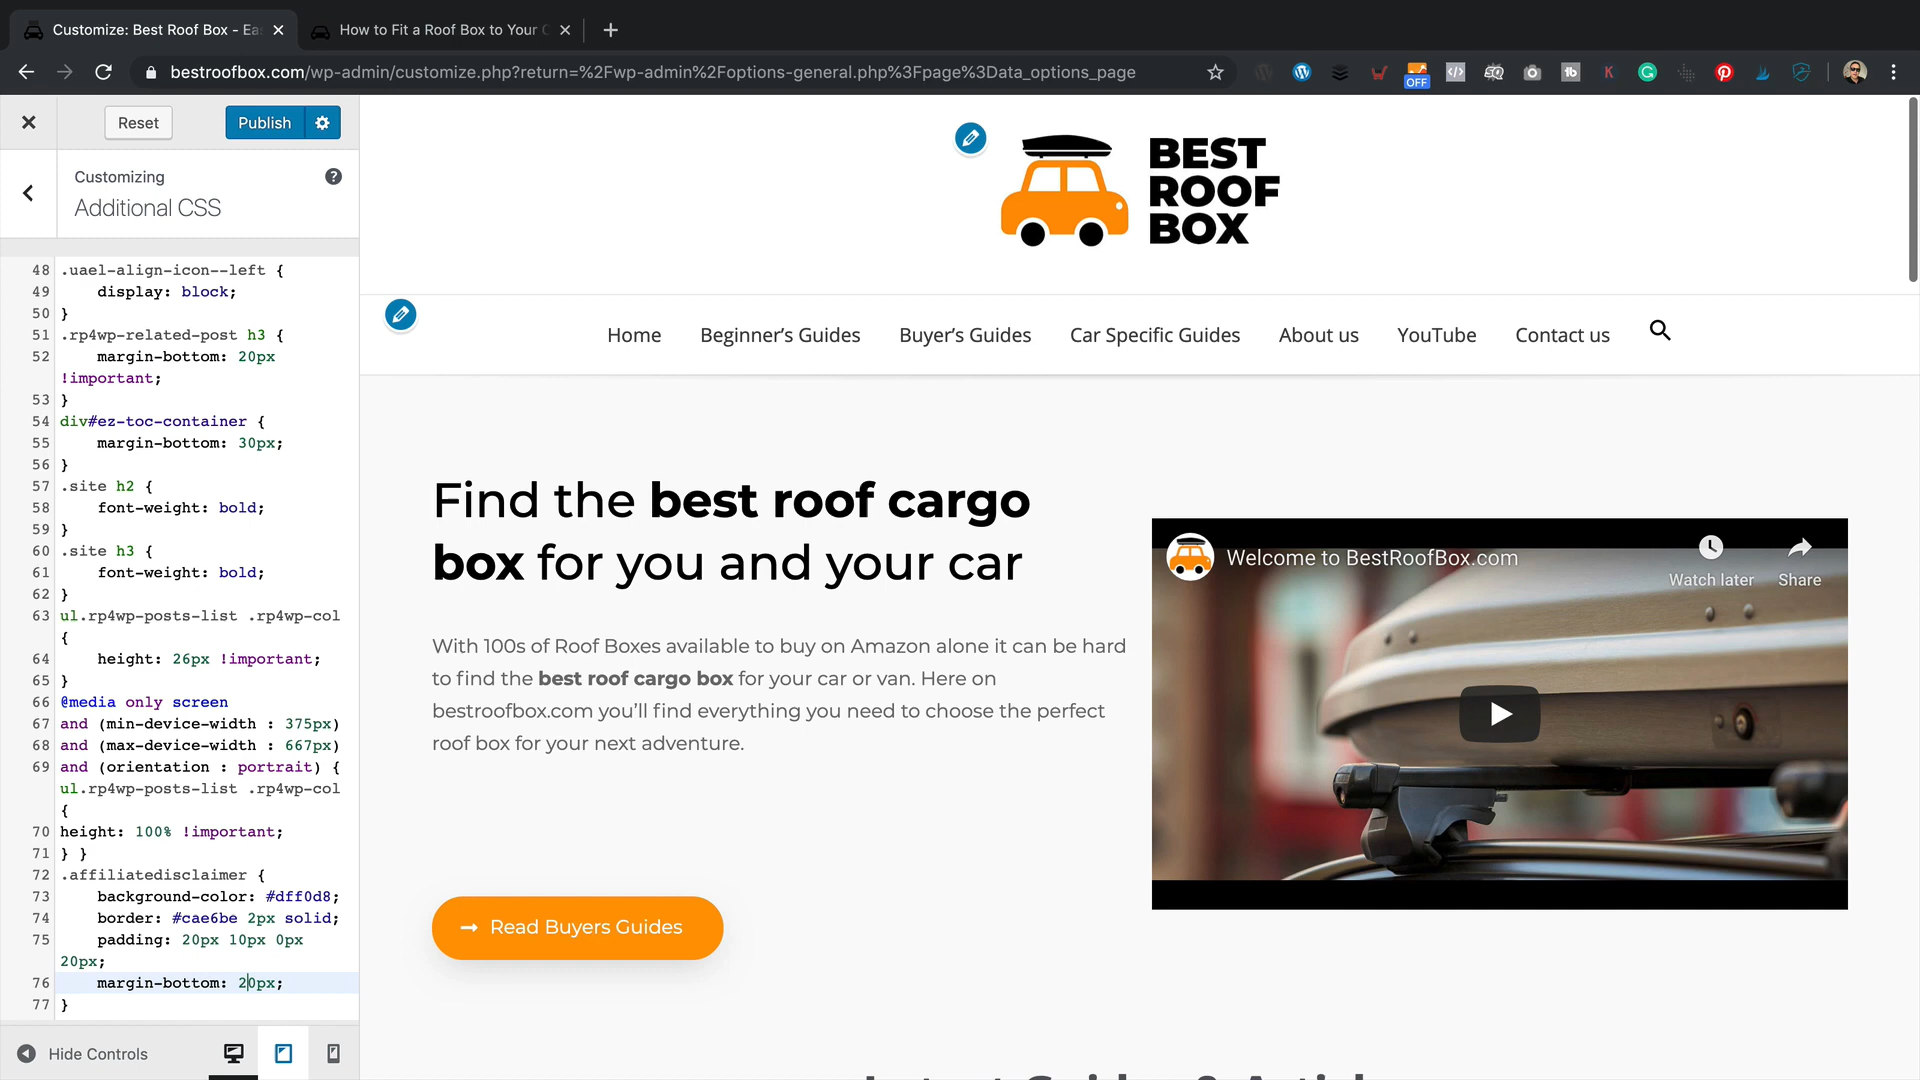 Customize: Best Roof Box - Ea
How to Fit a Roof Box to Your C
bestroofbox.com/wp-admin/customize.php?return=%2Fwp-admin%2Foptions-general.php%3Fpage%3Data_options_page
OFF
Reset
Publish
Customizing
Additional CSS
48 .uael-align-icon--left {
49 display: block;
50 }
51 .rp4wp-related-post h3 {
52 margin-bottom: 20px
!important;
53 }
54 div#ez-toc-container {
55 margin-bottom: 30px;
56 }
57 .site h2 {
58 font-weight: bold;
59 }
60 .site h3 {
61 font-weight: bold;
62 }
63 ul.rp4wp-posts-list .rp4wp-col
{
64 height: 26px !important;
65 }
66 @media only screen
67 and (min-device-width : 375px)
68 and (max-device-width : 667px)
69 and (orientation : portrait) {
ul.rp4wp-posts-list .rp4wp-col
{
70 height: 100% !important;
71 } }
72 .affiliatedisclaimer {
73 background-color: #dff0d8;
74 border: #cae6be 2px solid;
75 padding: 20px 10px 0px
20px;
76 margin-bottom: 20px;
77 }
Hide Controls
BEST
ROOF
BOX
Home Beginner’s Guides Buyer’s Guides Car Specific Guides About us YouTube Contact us
Find the best roof cargo
box for you and your car
With 100s of Roof Boxes available to buy on Amazon alone it can be hard
to find the best roof cargo box for your car or van. Here on
bestroofbox.com you’ll find everything you need to choose the perfect
roof box for your next adventure.
Read Buyers Guides
Welcome to BestRoofBox.com
Watch later
Share